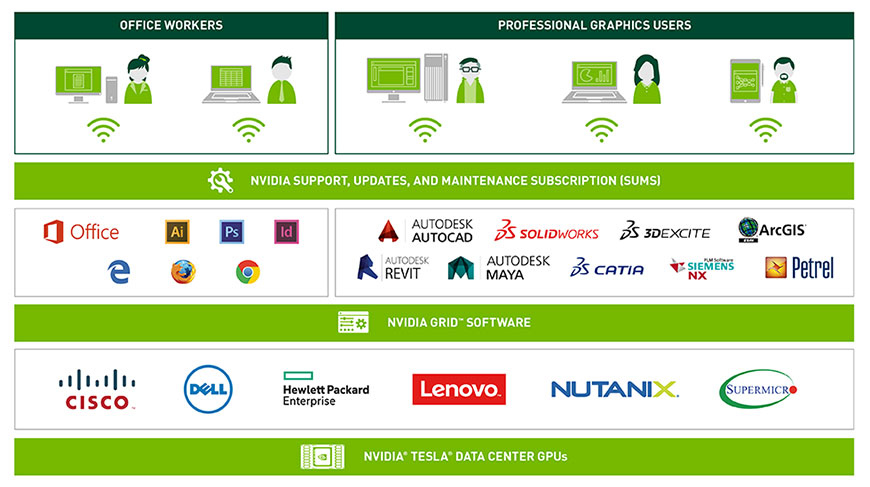 OFFICE WORKERS
PROFESSIONAL GRAPHICS USERS
NVIDIA SUPPORT, UPDATES, AND MAINTENANCE SUBSCRIPTION (SUMS)
Office
Ai
Ps
Id
AUTODESK
AUTOCAD
SOLIDWORKS
3DEXCITE
ArcGIS
AUTODESK
REVIT
AUTODESK
MAYA
CATIA
PLM Software
SIEMENS
NX
Petrel
NVIDIA GRID™ SOFTWARE
CISCO
DELL
Hewlett Packard
Enterprise
Lenovo
NUTANIX
SUPERMICRO
NVIDIA® TESLA® DATA CENTER GPUs